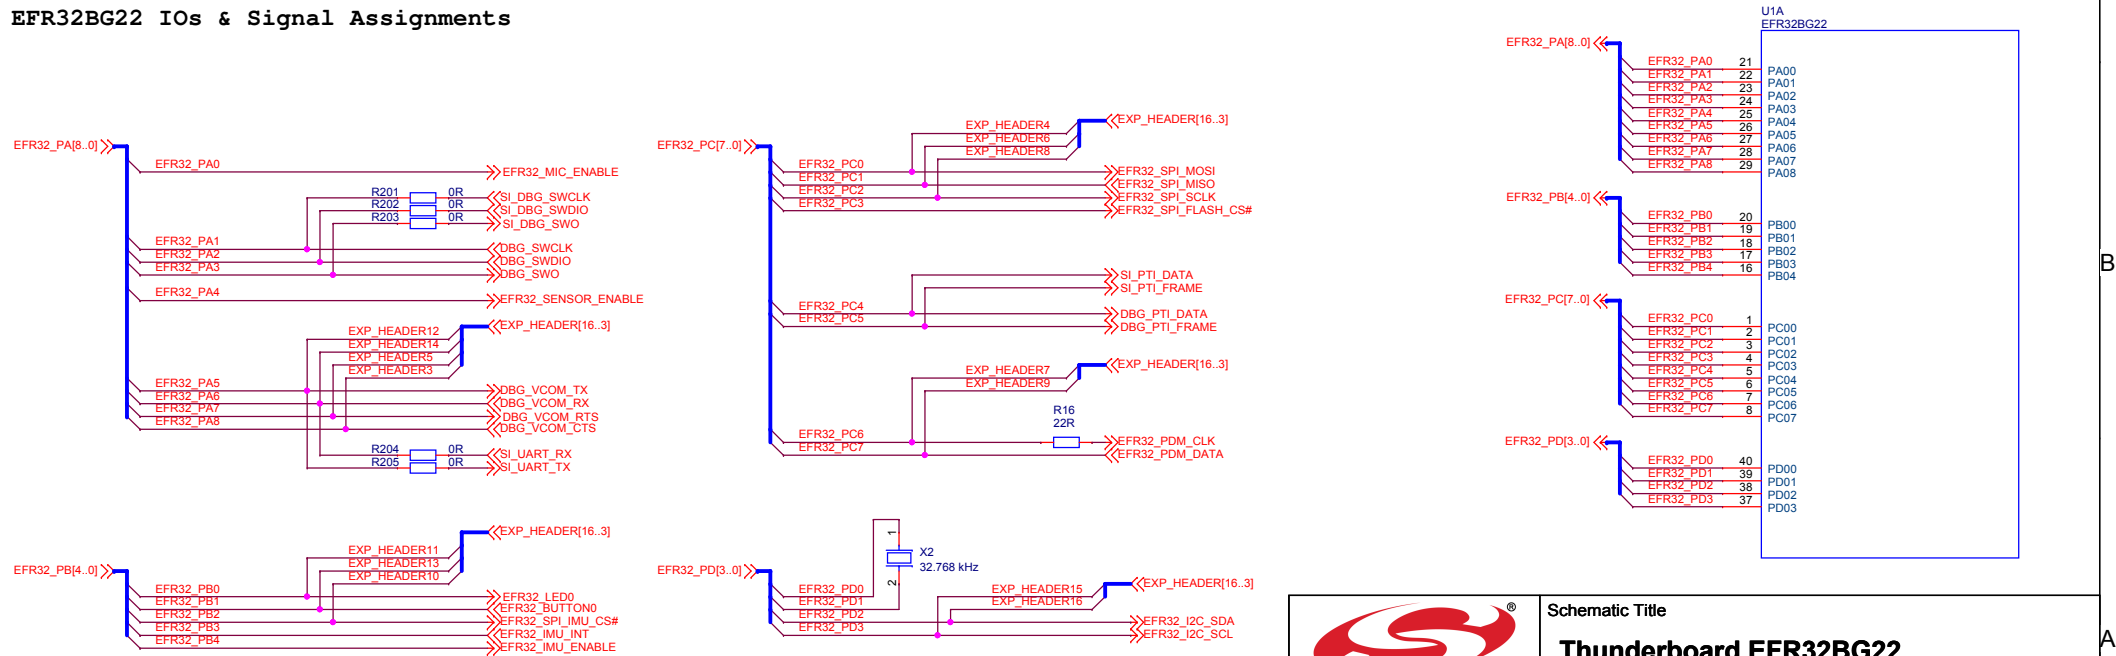 EFR32BG22 IOs & Signal Assignments
EFR32_PA[8..0]
EFR32_PA0
EFR32_MIC_ENABLE
R201 0R SI_DBG_SWCLK
R202 0R SI_DBG_SWDIO
R203 0R SI_DBG_SWO
EFR32_PA1 DBG_SWCLK
EFR32_PA2 DBG_SWDIO
EFR32_PA3 DBG_SWO
EFR32_PA4 EFR32_SENSOR_ENABLE
EXP_HEADER[16..3]
EXP_HEADER12
EXP_HEADER14
EXP_HEADER5
EXP_HEADER3
EFR32_PA5 DBG_VCOM_TX
EFR32_PA6 DBG_VCOM_RX
EFR32_PA7 DBG_VCOM_RTS
EFR32_PA8 DBG_VCOM_CTS
R204 0R SI_UART_RX
R205 0R SI_UART_TX
EXP_HEADER[16..3]
EXP_HEADER11
EXP_HEADER13
EXP_HEADER10
EFR32_PB[4..0]
EFR32_PB0 EFR32_LED0
EFR32_PB1 EFR32_BUTTON0
EFR32_PB2 EFR32_SPI_IMU_CS#
EFR32_PB3 EFR32_IMU_INT
EFR32_PB4 EFR32_IMU_ENABLE
EXP_HEADER[16..3]
EXP_HEADER4
EXP_HEADER6
EXP_HEADER8
EFR32_PC[7..0]
EFR32_PC0 EFR32_SPI_MOSI
EFR32_PC1 EFR32_SPI_MISO
EFR32_PC2 EFR32_SPI_SCLK
EFR32_PC3 EFR32_SPI_FLASH_CS#
SI_PTI_DATA
SI_PTI_FRAME
EFR32_PC4 DBG_PTI_DATA
EFR32_PC5 DBG_PTI_FRAME
EXP_HEADER[16..3]
EXP_HEADER7
EXP_HEADER9
R16
22R
EFR32_PC6 EFR32_PDM_CLK
EFR32_PC7 EFR32_PDM_DATA
1
X2
32.768 kHz
2
EFR32_PD[3..0]
EXP_HEADER[16..3]
EFR32_PD0 EXP_HEADER15
EFR32_PD1 EXP_HEADER16
EFR32_PD2 EFR32_I2C_SDA
EFR32_PD3 EFR32_I2C_SCL
U1A
EFR32BG22
EFR32_PA[8..0]
EFR32_PA0 21 PA00
EFR32_PA1 22 PA01
EFR32_PA2 23 PA02
EFR32_PA3 24 PA03
EFR32_PA4 25 PA04
EFR32_PA5 26 PA05
EFR32_PA6 27 PA06
EFR32_PA7 28 PA07
EFR32_PA8 29 PA08
EFR32_PB[4..0]
EFR32_PB0 20 PB00
EFR32_PB1 19 PB01
EFR32_PB2 18 PB02
EFR32_PB3 17 PB03
EFR32_PB4 16 PB04
EFR32_PC[7..0]
EFR32_PC0 1 PC00
EFR32_PC1 2 PC01
EFR32_PC2 3 PC02
EFR32_PC3 4 PC03
EFR32_PC4 5 PC04
EFR32_PC5 6 PC05
EFR32_PC6 7 PC06
EFR32_PC7 8 PC07
EFR32_PD[3..0]
EFR32_PD0 40 PD00
EFR32_PD1 39 PD01
EFR32_PD2 38 PD02
EFR32_PD3 37 PD03
B
®
Schematic Title
Thunderboard EFR32BG22
A